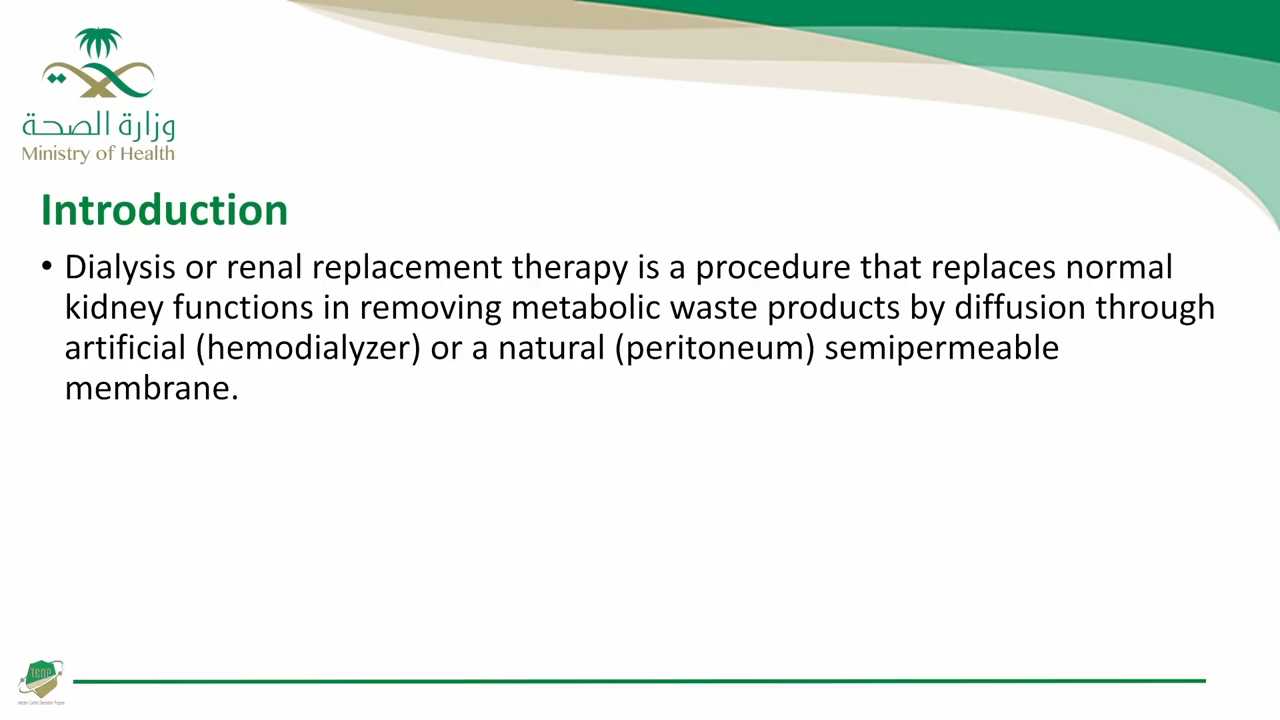 وزارة الصحة
Ministry of Health
Introduction
• Dialysis or renal replacement therapy is a procedure that replaces normal
kidney functions in removing metabolic waste products by diffusion through
artificial (hemodialyzer) or a natural (peritoneum) semipermeable
membrane.